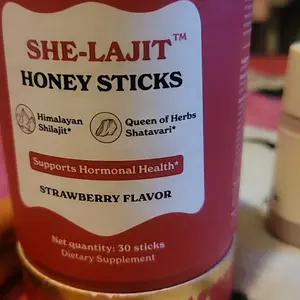 SHE-LAJIT™
HONEY STICKS
Himalayan
Shilajit*
Queen of Herbs
Shatavari*
Supports Hormonal Health*
STRAWBERRY FLAVOR
Net quantity: 30 sticks
Dietary Supplement